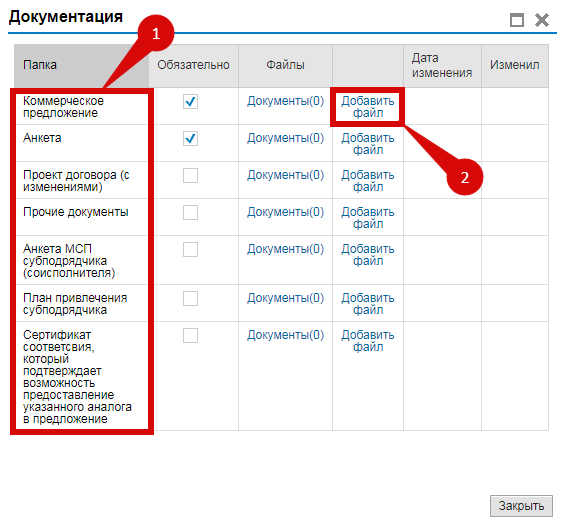 Документация
1
Папка
Обязательно
Файлы
Дата
изменения
Изменил
Коммерческое
предложение
Документы(0)
Добавить
файл
Анкета
Документы(0)
Добавить
файл
2
Проект договора (с
изменениями)
Документы(0)
Добавить
файл
Прочие документы
Документы(0)
Добавить
файл
Анкета МСП
субподрядчика
(соисполнителя)
Документы(0)
Добавить
файл
План привлечения
субподрядчика
Документы(0)
Добавить
файл
Сертификат
соответсвия,
который
подтверждает
возможность
предоставление
указанного аналога
в предложение
Документы(0)
Добавить
файл
Закрыть